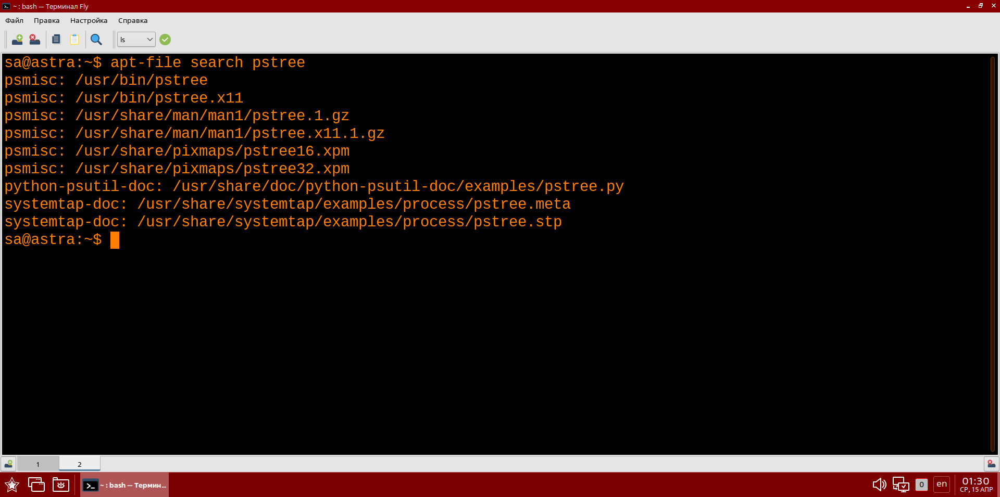 ~ : bash — Терминал Fly
Файл Правка Настройка Справка
ls
sa@astra:~$ apt-file search pstree
psmisc: /usr/bin/pstree
psmisc: /usr/bin/pstree.x11
psmisc: /usr/share/man/man1/pstree.1.gz
psmisc: /usr/share/man/man1/pstree.x11.1.gz
psmisc: /usr/share/pixmaps/pstree16.xpm
psmisc: /usr/share/pixmaps/pstree32.xpm
python-psutil-doc: /usr/share/doc/python-psutil-doc/examples/pstree.py
systemtap-doc: /usr/share/systemtap/examples/process/pstree.meta
systemtap-doc: /usr/share/systemtap/examples/process/pstree.stp
sa@astra:~$
1 2
~ : bash — Термин...
0 en 01:30
СР, 15 АПР